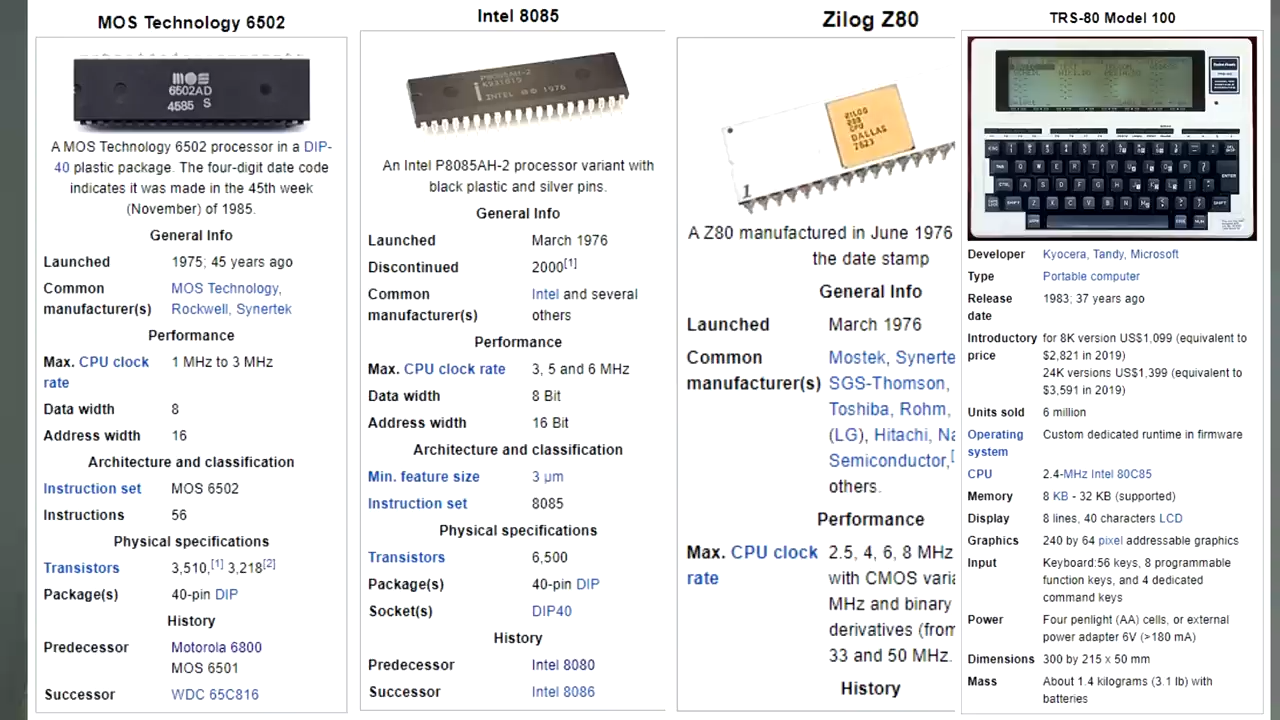 MOS Technology 6502
MOS
6502AD
4585 S
A MOS Technology 6502 processor in a DIP-
40 plastic package. The four-digit date code
indicates it was made in the 45th week
(November) of 1985.
General Info
Launched 1975; 45 years ago
Common MOS Technology,
manufacturer(s) Rockwell, Synertek
Performance
Max. CPU clock 1 MHz to 3 MHz
rate
Data width 8
Address width 16
Architecture and classification
Instruction set MOS 6502
Instructions 56
Physical specifications
Transistors 3,510,[1] 3,218[2]
Package(s) 40-pin DIP
History
Predecessor Motorola 6800
MOS 6501
Successor WDC 65C816
Intel 8085
P8085AH-2
INTEL © © 1976
An Intel P8085AH-2 processor variant with
black plastic and silver pins.
General Info
Launched March 1976
Discontinued 2000[1]
Common Intel and several
manufacturer(s) others
Performance
Max. CPU clock rate 3, 5 and 6 MHz
Data width 8 Bit
Address width 16 Bit
Architecture and classification
Min. feature size 3 μm
Instruction set 8085
Physical specifications
Transistors 6,500
Package(s) 40-pin DIP
Socket(s) DIP40
History
Predecessor Intel 8080
Successor Intel 8086
Zilog Z80
ZILOG
Z80
CPU
DALLAS
7623
1
A Z80 manufactured in June 1976
the date stamp
General Info
Launched March 1976
Common Mostek, Synerte
manufacturer(s) SGS-Thomson,
Toshiba, Rohm,
(LG), Hitachi, Na
Semiconductor,[
others.
Performance
Max. CPU clock 2.5, 4, 6, 8 MHz
rate with CMOS varia
MHz and binary
derivatives (from
33 and 50 MHz.
History
TRS-80 Model 100
Developer Kyocera, Tandy, Microsoft
Type Portable computer
Release 1983; 37 years ago
date
Introductory for 8K version US$1,099 (equivalent to
price $2,821 in 2019)
24K versions US$1,399 (equivalent to
$3,591 in 2019)
Units sold 6 million
Operating Custom dedicated runtime in firmware
system
CPU 2.4-MHz Intel 80C85
Memory 8 KB - 32 KB (supported)
Display 8 lines, 40 characters LCD
Graphics 240 by 64 pixel addressable graphics
Input Keyboard:56 keys, 8 programmable
function keys, and 4 dedicated
command keys
Power Four penlight (AA) cells, or external
power adapter 6V (>180 mA)
Dimensions 300 by 215 x 50 mm
Mass About 1.4 kilograms (3.1 lb) with
batteries